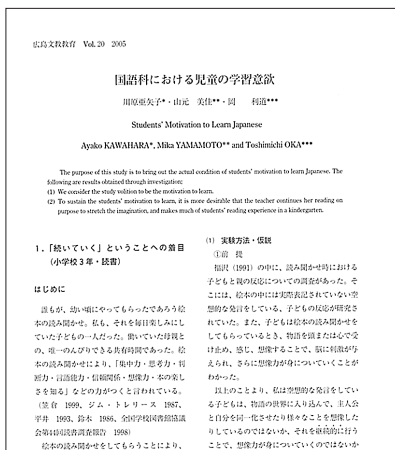 広島文教教育 Vol. 20 2005
国語科における児童の学習意欲
川原亜矢子*・山元 美佳**・岡 利道***
Students' Motivation to Learn Japanese
Ayako KAWAHARA*, Mika YAMAMOTO** and Toshimichi OKA***
The purpose of this study is to bring out the actual condition of students' motivation to learn Japanese. The
following are results obtained through investigation;
(1) We consider the study volition to be the motivation to learn.
(2) To sustain the students' motivation, it is more desirable that the teacher continues her reading on
purpose to stretch the imagination, and makes much of students' reading experience in a kindergarten.
1.「続いていく」ということへの着目
(小学校3年・読書)
はじめに
誰もが、幼い頃にやってもらったであろう絵
本の読み聞かせ。私も、それを毎日楽しみにし
ていた子どもの一人だった。働いていた母親と
の、唯一のんびりできる共有時間であった。絵
本の読み聞かせにより、「集中力・思考力・判
断力・言語能力・信頼関係・想像力・本の楽し
さを知る」などの力がつくと言われている。
(笠倉 1999、ジム・トレリース 1987、
平井 1993、鈴木 1986、全国学校図書館協議
会第44回読書調査報告 1998)
絵本の読み聞かせをしてもらうことにより、
(1) 実験方法・仮説
①前 提
福沢(1991)の中に、読み聞かせ時における
子どもと親の反応についての調査があった。そ
こには、絵本の中には実際表記されていない空
想的な発言をしている、子どもの反応が研究さ
れていた。また、子どもは絵本の読み聞かせを
してもらっているとき、物語を頭または心で受
け止め、感じ、想像することで、脳に刺激が与
えられ、さらに想像力が身についていくことが
わかった。
以上のことより、私は空想的な発言をしてい
る子どもは、物語の世界に入り込んで、主人公
と自分を同一化させたり様々なことを想像した
りしているのではないか、それを継続的に行う
ことで、想像力が身についていくのではないか